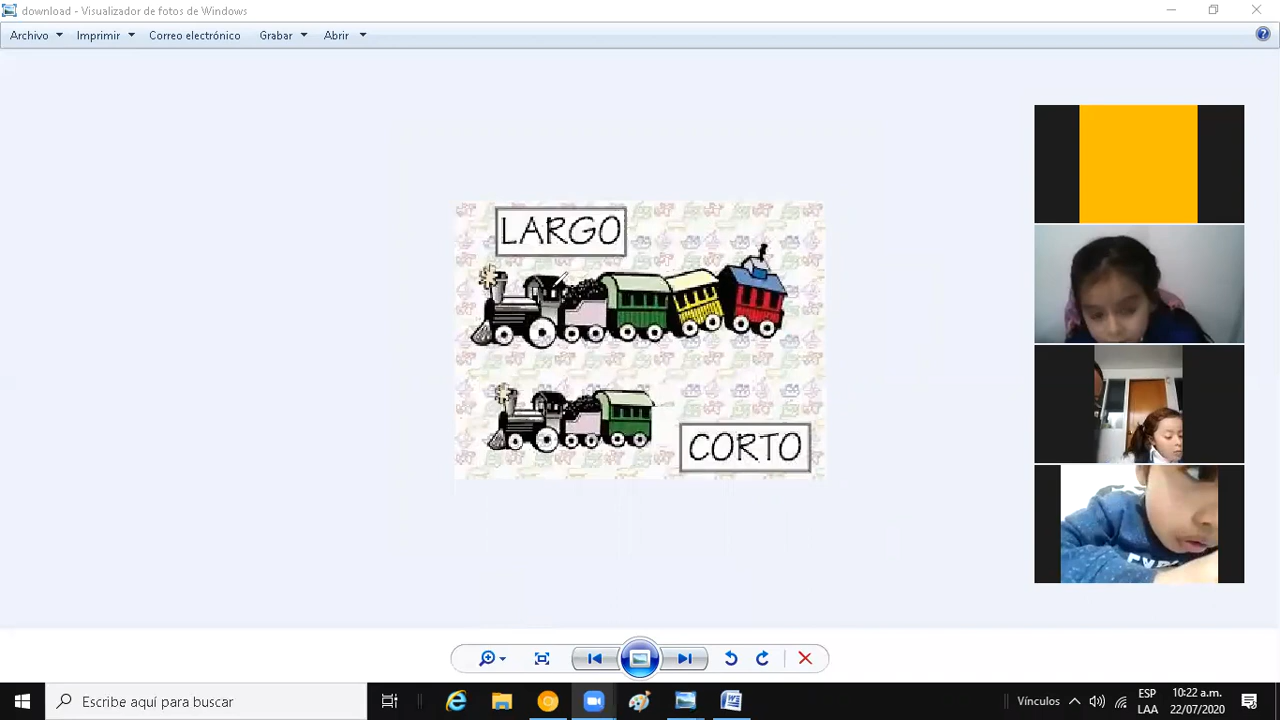 download - Visualizador de fotos de Windows
Archivo Imprimir Correo electrónico Grabar Abrir
LARGO
CORTO
Escribe aquí para buscar
Vínculos
ESP
LAA
10:22 a.m.
22/07/2020